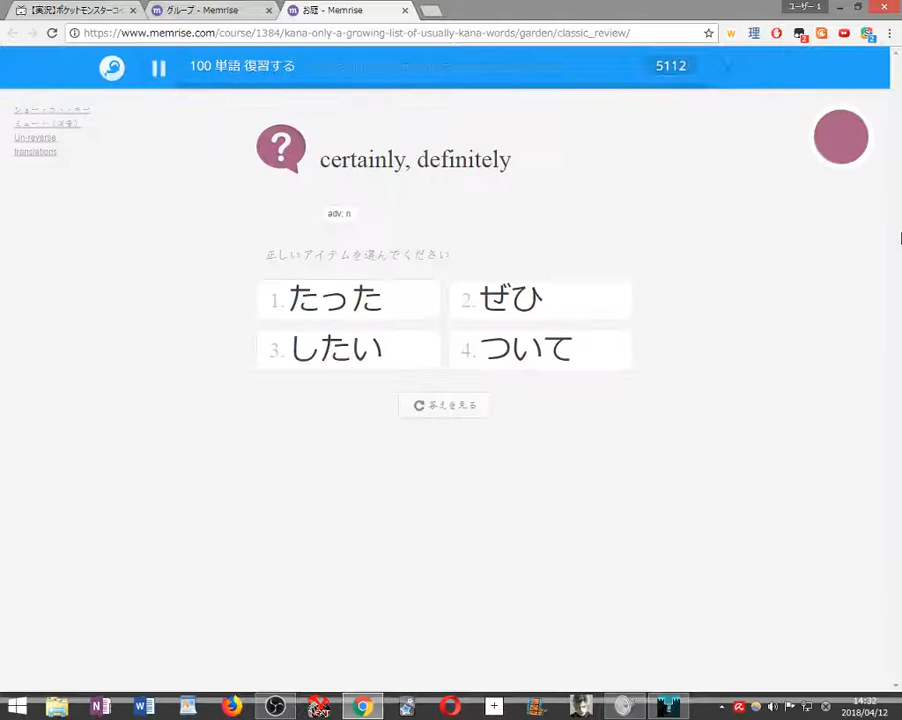 【実況】ポケットモンスターコ
グループ - Memrise
お庭 - Memrise
ユーザー 1
https://www.memrise.com/course/1384/kana-only-a-growing-list-of-usually-kana-words/garden/classic_review/
100 単語 復習する
5112
Un-reverse
translations
certainly, definitely
adv; n
正しいアイテムを選んでください
1. たった
2. ぜひ
3. したい
4. ついて
答えを見る
14:32
2018/04/12